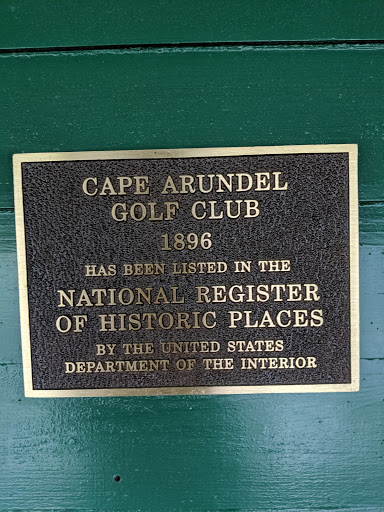 CAPE ARUNDEL
GOLF CLUB
1896
HAS BEEN LISTED IN THE
NATIONAL REGISTER
OF HISTORIC PLACES
BY THE UNITED STATES
DEPARTMENT OF THE INTERIOR